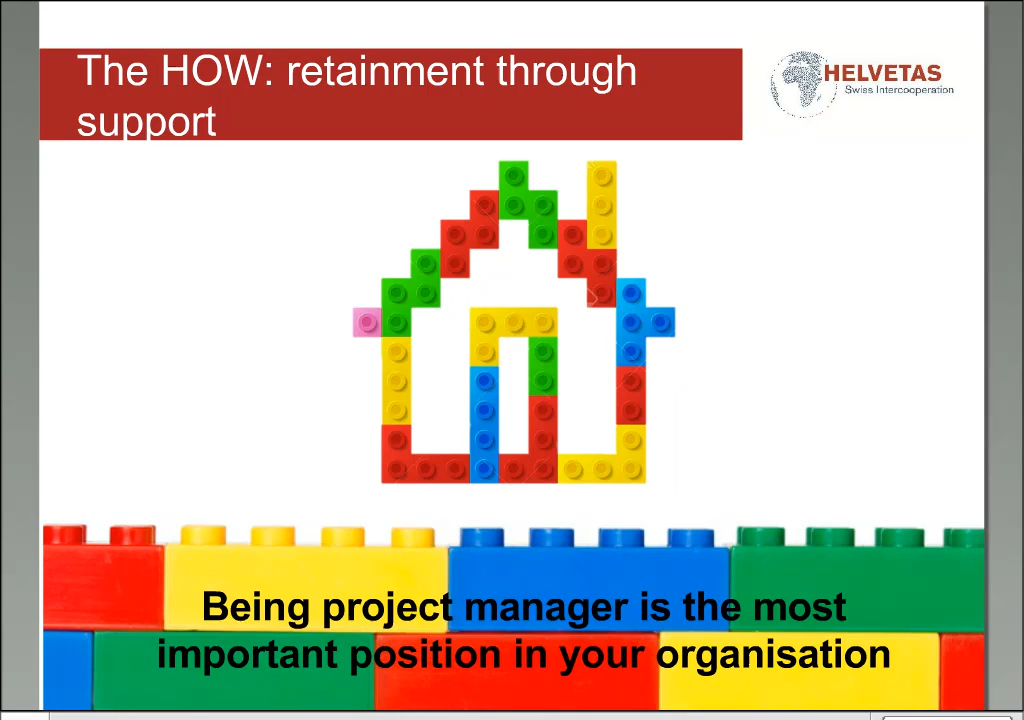 The HOW: retainment through
support
HELVETAS
Swiss Intercooperation
Being project manager is the most
important position in your organisation